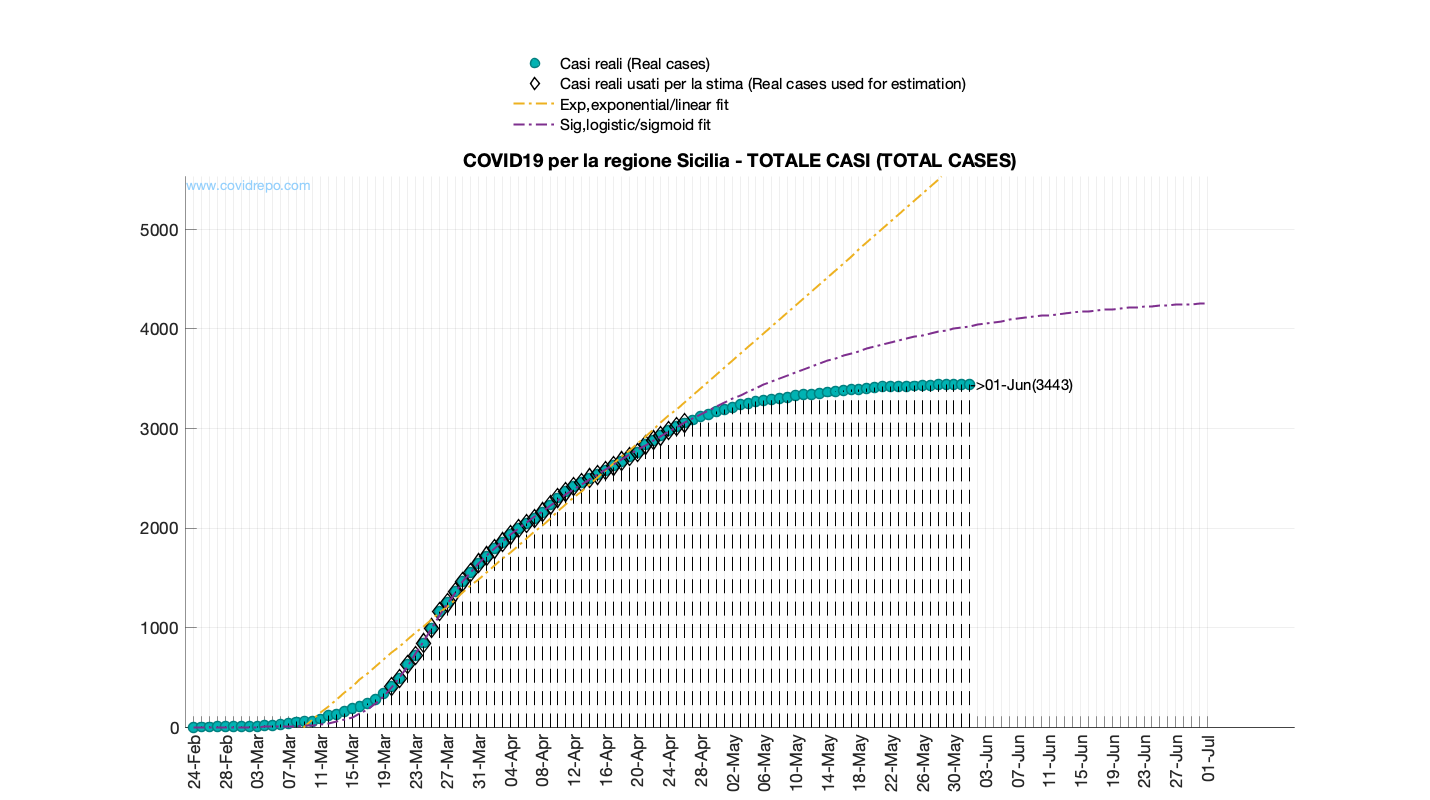 Casi reali (Real cases)
Casi reali usati per la stima (Real cases used for estimation)
Exp,exponential/linear fit
Sig,logistic/sigmoid fit
COVID19 per la regione Sicilia - TOTALE CASI (TOTAL CASES)
www.covidrepo.com
5000
4000
3000
2000
1000
0
>01-Jun(3443)
24-Feb
28-Feb
03-Mar
07-Mar
11-Mar
15-Mar
19-Mar
23-Mar
27-Mar
31-Mar
04-Apr
08-Apr
12-Apr
16-Apr
20-Apr
24-Apr
28-Apr
02-May
06-May
10-May
14-May
18-May
22-May
26-May
30-May
03-Jun
07-Jun
11-Jun
15-Jun
19-Jun
23-Jun
27-Jun
01-Jul